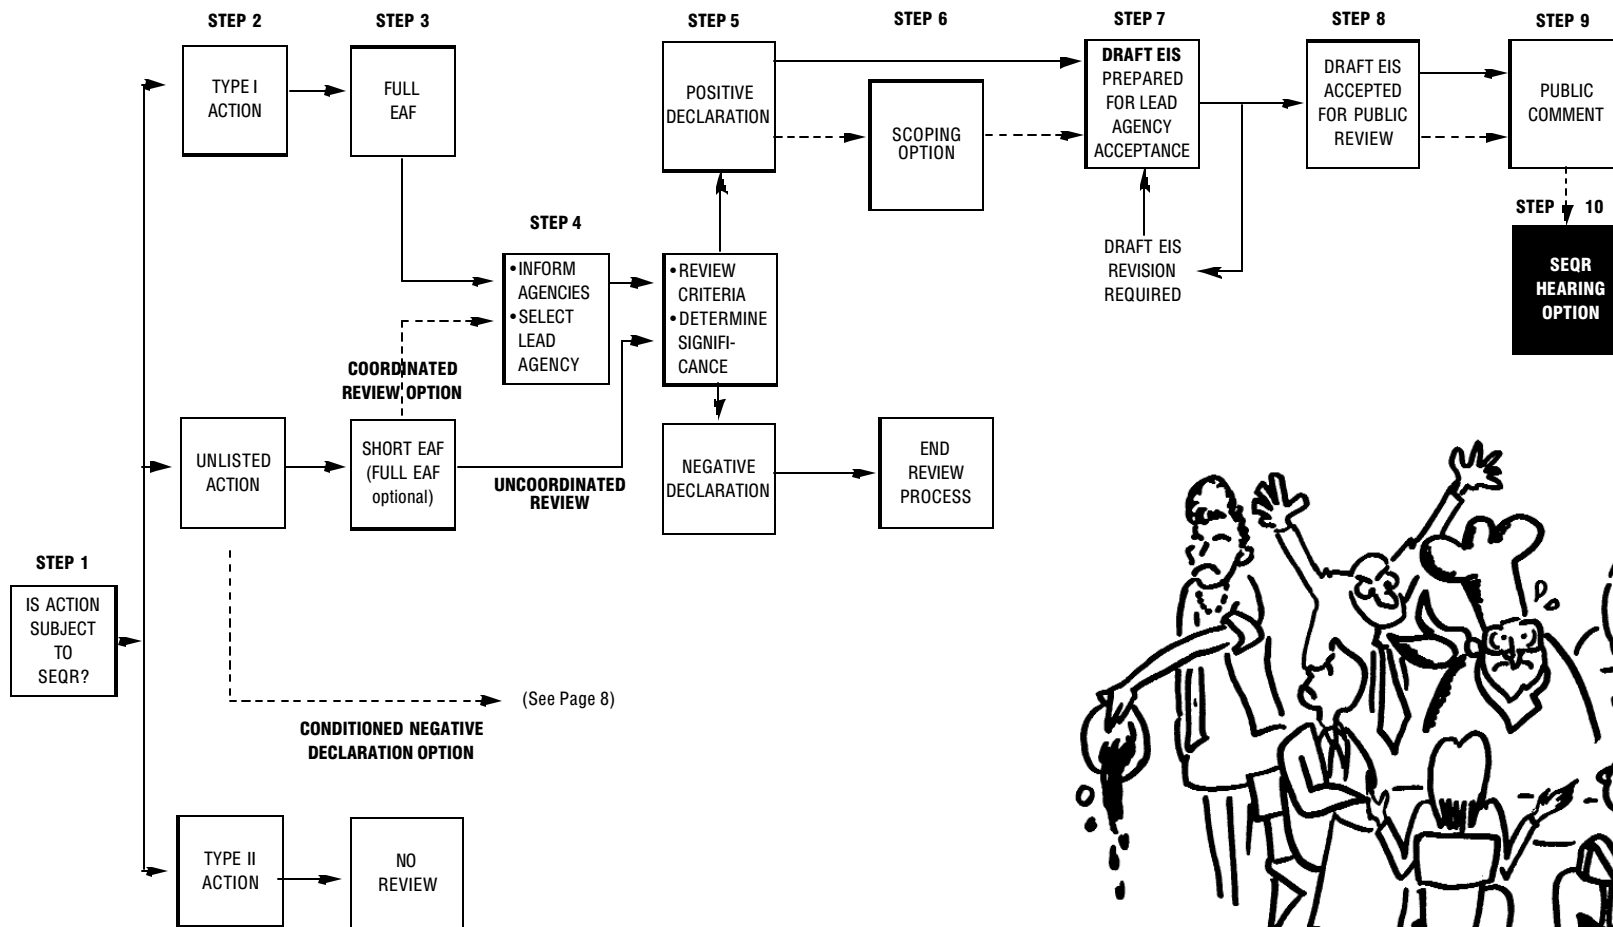 STEP 2
STEP 3
STEP 5
STEP 6
STEP 7
STEP 8
STEP 9
TYPE I
ACTION
FULL
EAF
POSITIVE
DECLARATION
SCOPING
OPTION
DRAFT EIS
PREPARED
FOR LEAD
AGENCY
ACCEPTANCE
DRAFT EIS
ACCEPTED
FOR PUBLIC
REVIEW
PUBLIC
COMMENT
STEP 4
•INFORM
AGENCIES
•SELECT
LEAD
AGENCY
•REVIEW
CRITERIA
•DETERMINE
SIGNIFI-
CANCE
DRAFT EIS
REVISION
REQUIRED
STEP 10
SEQR
HEARING
OPTION
COORDINATED
REVIEW OPTION
UNLISTED
ACTION
SHORT EAF
(FULL EAF
optional)
UNCOORDINATED
REVIEW
NEGATIVE
DECLARATION
END
REVIEW
PROCESS
STEP 1
IS ACTION
SUBJECT
TO
SEQR?
(See Page 8)
CONDITIONED NEGATIVE
DECLARATION OPTION
TYPE II
ACTION
NO
REVIEW